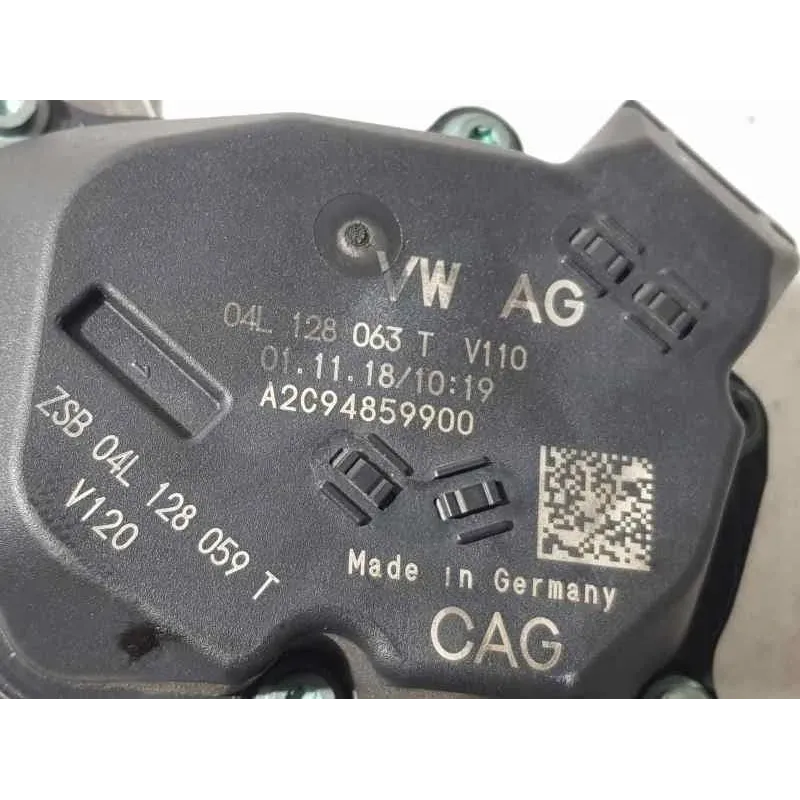 VW AG
04L 128 063 T V110
01.11.18/10:19
A2C94859900
ZSB 04L 128 059 T
V120
Made in Germany
CAG